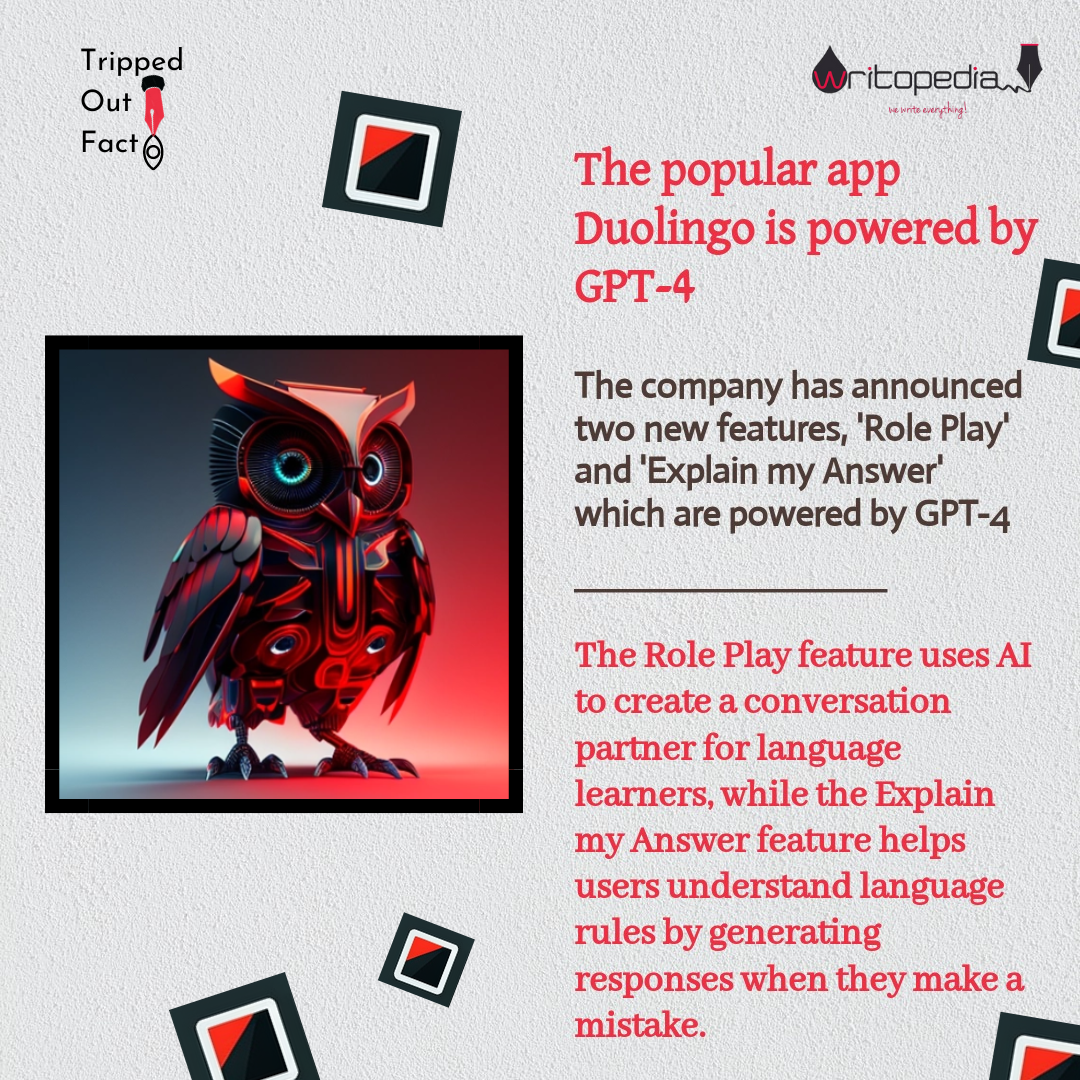 Tripped
Out
Fact
writopedia
we write everything!
The popular app
Duolingo is powered by
GPT-4
The company has announced
two new features, 'Role Play'
and 'Explain my Answer'
which are powered by GPT-4
The Role Play feature uses AI
to create a conversation
partner for language
learners, while the Explain
my Answer feature helps
users understand language
rules by generating
responses when they make a
mistake.